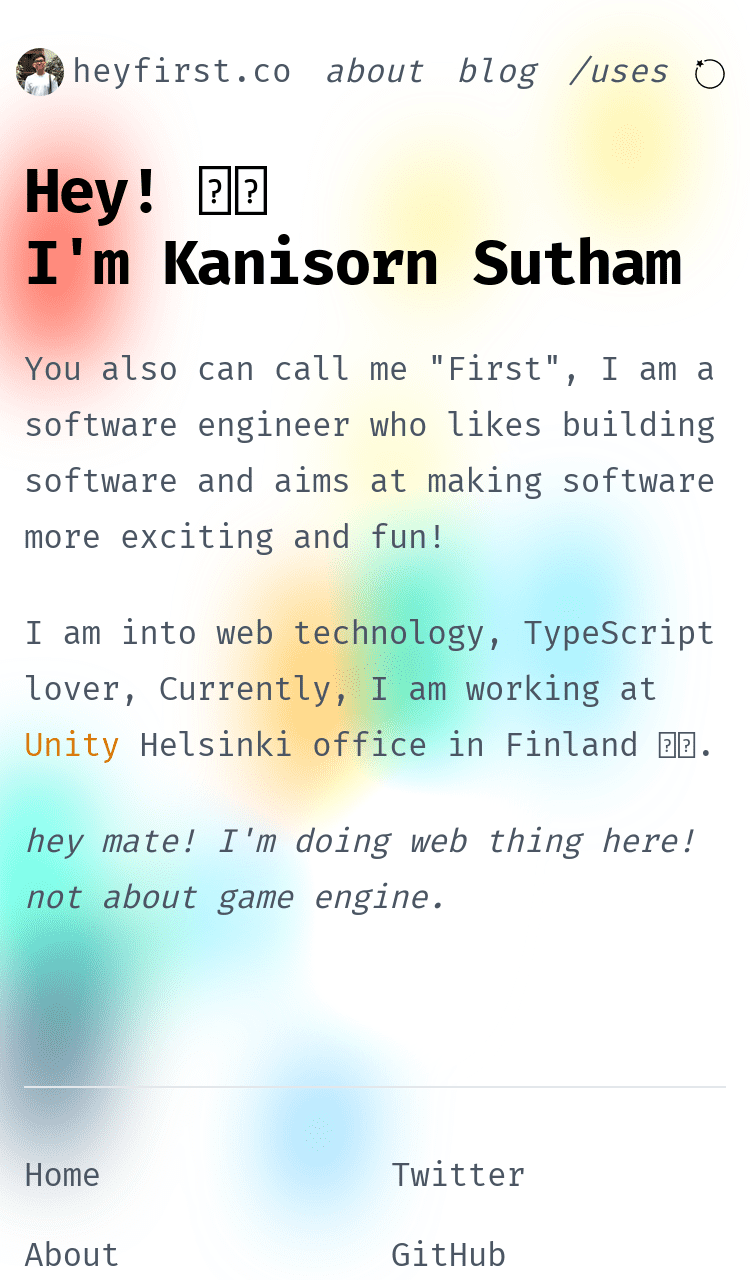 heyfirst.co about blog /uses
Hey!
I'm Kanisorn Sutham
You also can call me "First", I am a
software engineer who likes building
software and aims at making software
more exciting and fun!
I am into web technology, TypeScript
lover, Currently, I am working at
Unity Helsinki office in Finland .
hey mate! I'm doing web thing here!
not about game engine.
Home Twitter
About GitHub